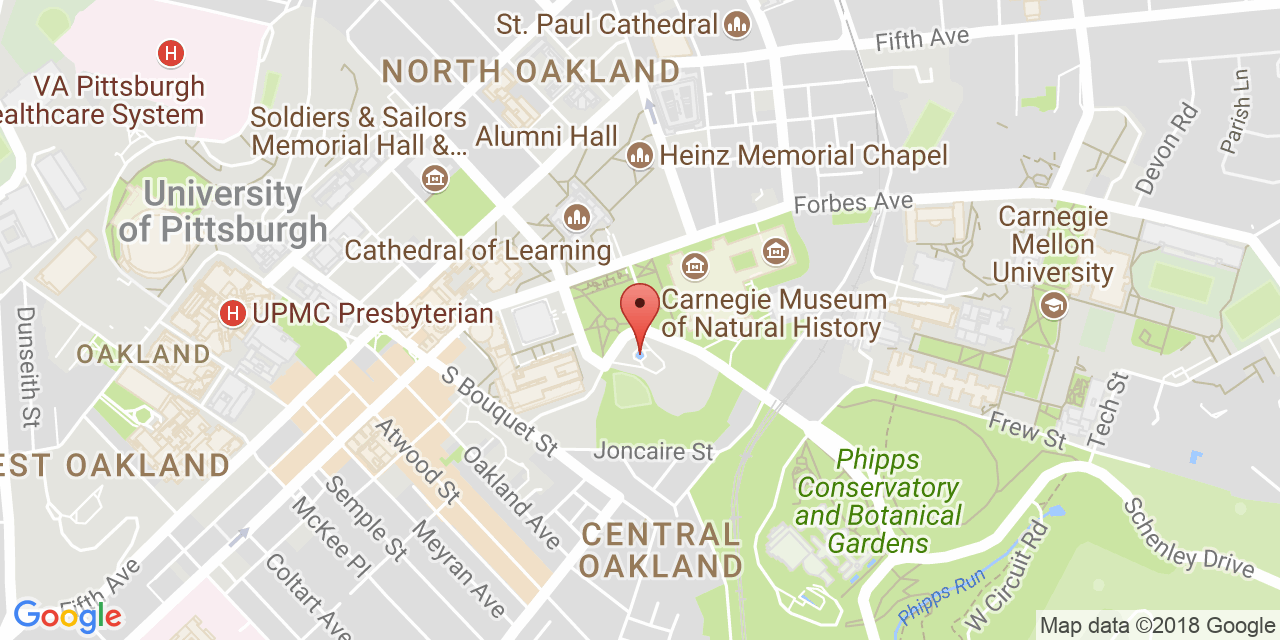 St. Paul Cathedral
Fifth Ave
H
VA Pittsburgh
ealthcare System
NORTH OAKLAND
Parish Ln
Devon Rd
Soldiers & Sailors
Memorial Hall &...
Alumni Hall
Heinz Memorial Chapel
University
of Pittsburgh
Forbes Ave
Carnegie
Mellon
University
Cathedral of Learning
H
UPMC Presbyterian
Carnegie Museum
of Natural History
Dunseith St
OAKLAND
S Bouquet St
Tech St
Frew St
Atwood St
Joncaire St
EST OAKLAND
Oakland Ave
Phipps
Conservatory
and Botanical
Gardens
Semple St
McKee Pl
Meyran Ave
CENTRAL
OAKLAND
Schenley Drive
Coltart Ave
Fifth Ave
Phipps Run
W Circuit Rd
Google
Map data ©2018 Google